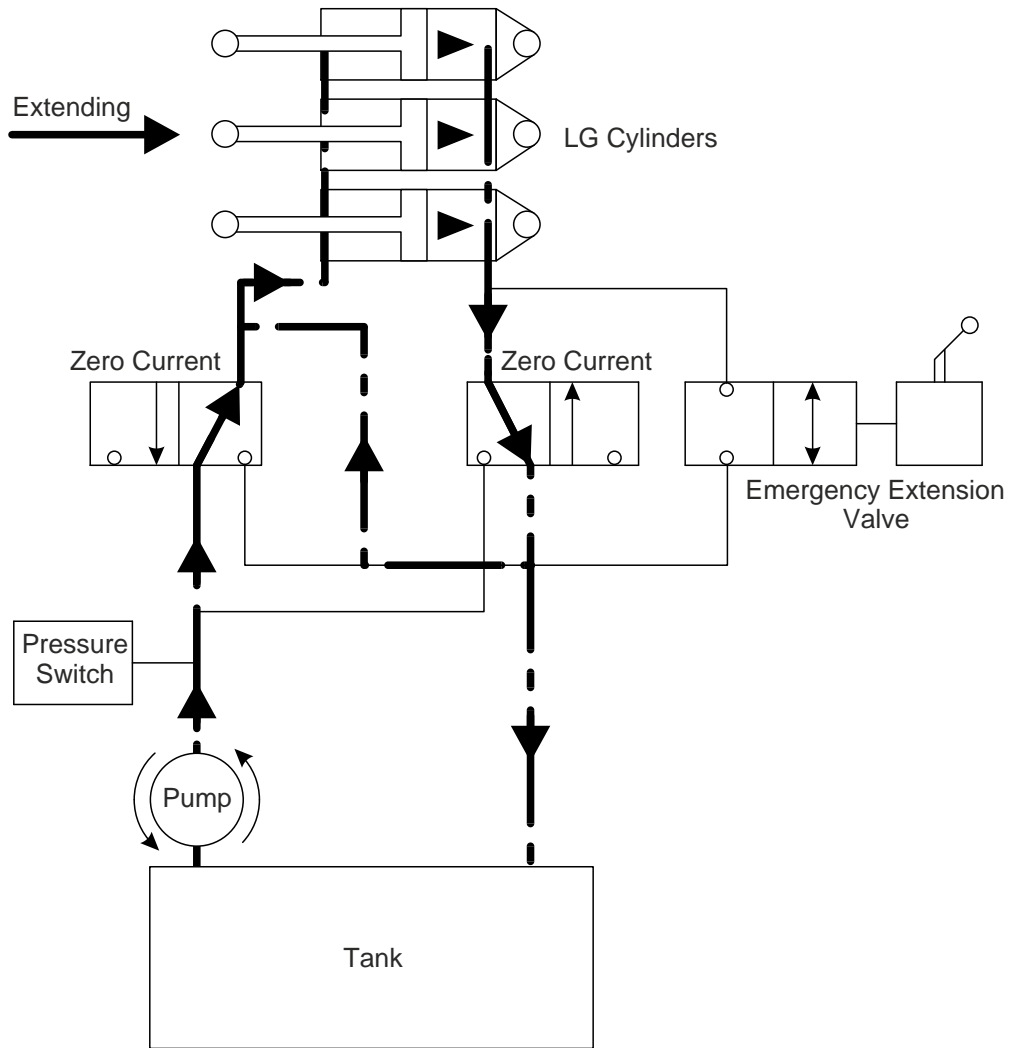 Extending
LG Cylinders
Zero Current
Zero Current
Emergency Extension
Valve
Pressure
Switch
Pump
Tank